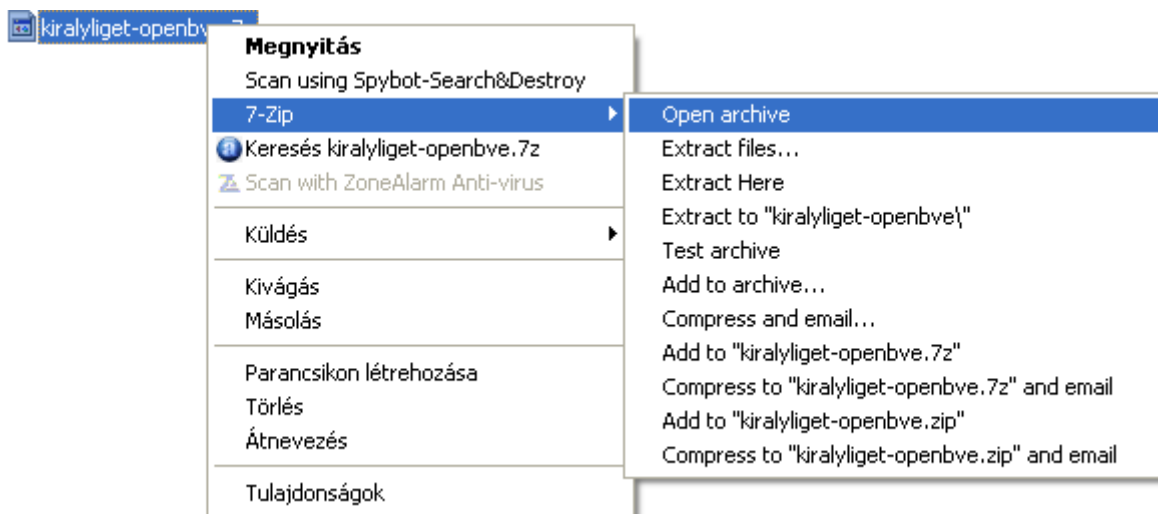 kiralyliget-openbv
Megnyitás
Scan using Spybot-Search&Destroy
7-Zip
Keresés kiralyliget-openbve.7z
Scan with ZoneAlarm Anti-virus
Küldés
Kivágás
Másolás
Parancsikon létrehozása
Törlés
Átnevezés
Tulajdonságok
Open archive
Extract files...
Extract Here
Extract to "kiralyliget-openbve\"
Test archive
Add to archive...
Compress and email...
Add to "kiralyliget-openbve.7z"
Compress to "kiralyliget-openbve.7z" and email
Add to "kiralyliget-openbve.zip"
Compress to "kiralyliget-openbve.zip" and email